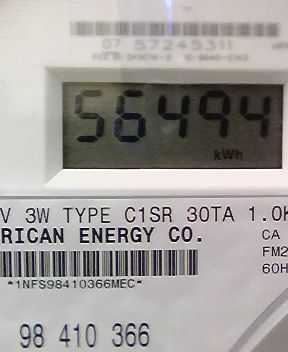 07 57245311
56494
kWh
V 3W TYPE C1SR 30TA 1.0K
RICAN ENERGY CO.
CA
FM2
60H
*1NFS98410366MEC*
98 410 366